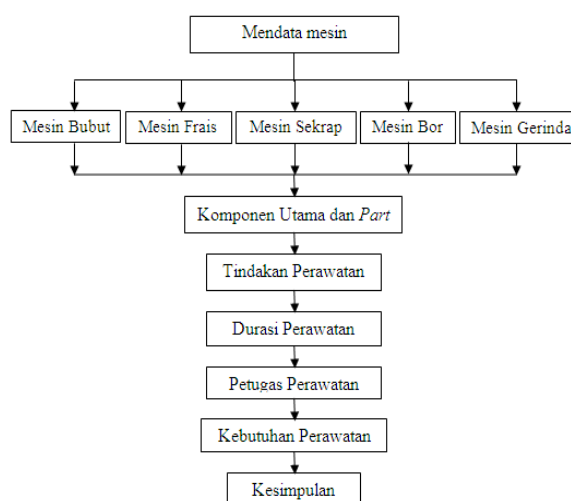 Mendata mesin
Mesin Bubut Mesin Frais Mesin Sekrap Mesin Bor Mesin Gerinda
Komponen Utama dan Part
Tindakan Perawatan
Durasi Perawatan
Petugas Perawatan
Kebutuhan Perawatan
Kesimpulan